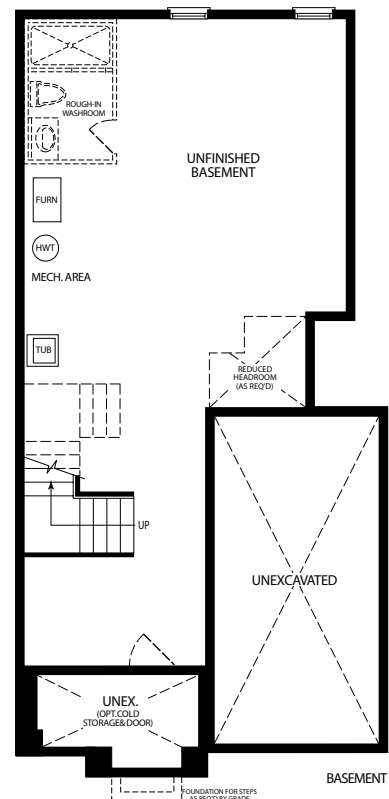 ROUGH-IN
WASHROOM
UNFINISHED
BASEMENT
FURN
HWT
MECH. AREA
TUB
REDUCED
HEADROOM
(AS REQ'D)
UP
UNEXCAVATED
UNEX.
(OPT.COLD
STORAGE& DOOR)
BASEMENT
FOUNDATION FOR STEPS
AS REQ'D BY GRADE